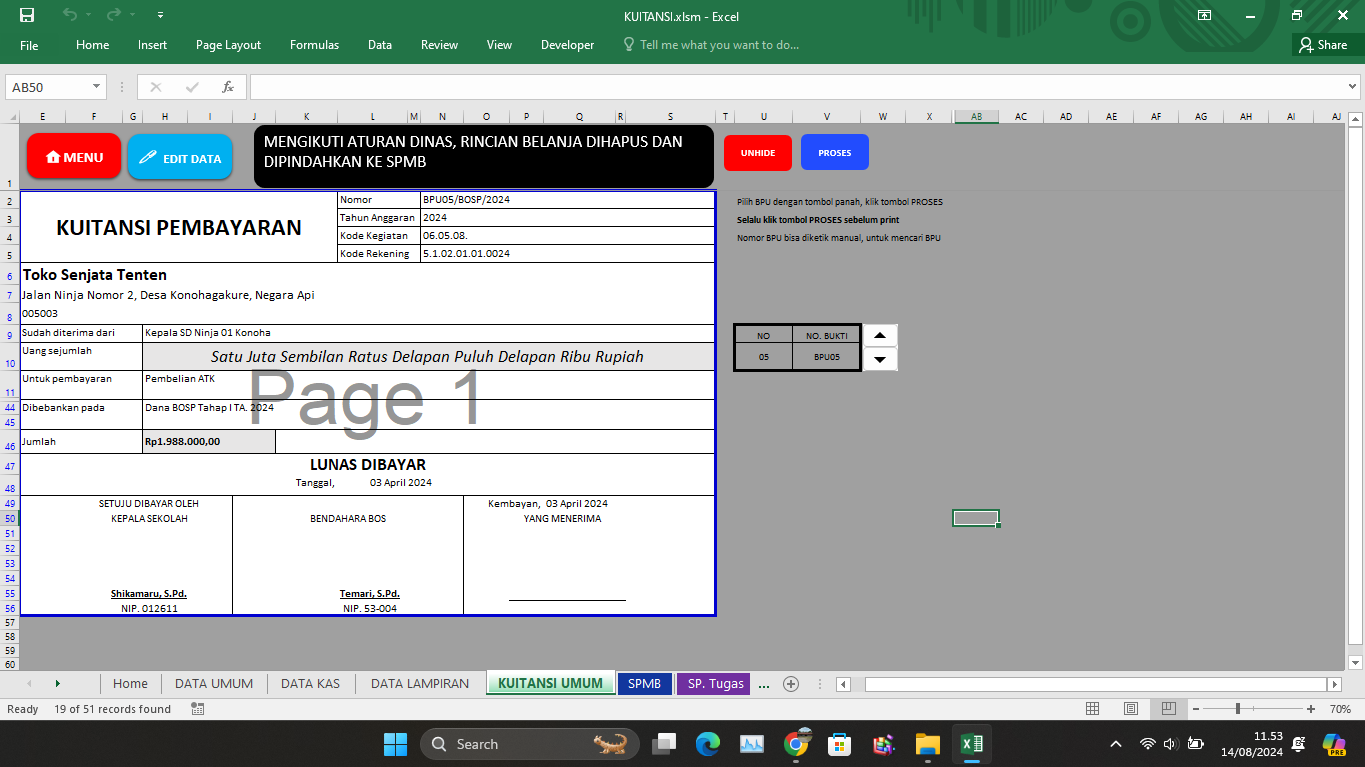 KUITANSI.xlsm - Excel
File Home Insert Page Layout Formulas Data Review View Developer Tell me what you want to do... Share
AB50 fx
E F G H I J K L M N O P Q R S T U V W X AB AC AD AE AF AG AH AI AJ
MENU
EDIT DATA
MENGIKUTI ATURAN DINAS, RINCIAN BELANJA DIHAPUS DAN
DIPINDAHKAN KE SPMB
UNHIDE
PROSES
1
2 Nomor BPU05/BOSP/2024 Pilih BPU dengan tombol panah, klik tombol PROSES
KUITANSI PEMBAYARAN
3 Tahun Anggaran 2024 Selalu klik tombol PROSES sebelum print
4 Kode Kegiatan 06.05.08. Nomor BPU bisa diketik manual, untuk mencari BPU
5 Kode Rekening 5.1.02.01.01.0024
6 Toko Senjata Tenten
7 Jalan Ninja Nomor 2, Desa Konohagakure, Negara Api
8 005003
9 Sudah diterima dari Kepala SD Ninja 01 Konoha NO NO. BUKTI
10 Uang sejumlah Satu Juta Sembilan Ratus Delapan Puluh Delapan Ribu Rupiah 05 BPU05
11 Untuk pembayaran Pembelian ATK
Page 1
44 Dibebankan pada Dana BOSP Tahap I TA. 2024
45
46 Jumlah Rp1.988.000,00
47 LUNAS DIBAYAR
48 Tanggal, 03 April 2024
49 SETUJU DIBAYAR OLEH Kembayan, 03 April 2024
50 KEPALA SEKOLAH BENDAHARA BOS YANG MENERIMA
51
52
53
54
55 Shikamaru, S.Pd. Temari, S.Pd.
56 NIP. 012611 NIP. 53-004
57
58
59
60
Home DATA UMUM DATA KAS DATA LAMPIRAN KUITANSI UMUM SPMB SP. Tugas ...
Ready 19 of 51 records found 70%
Search
PRE
11.53
14/08/2024